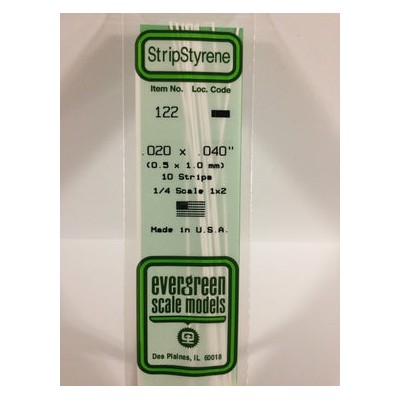 StripStyrene
Item No. Loc. Code
122
.020 x .040"
(0.5 x 1.0 mm)
10 Strips
1/4 Scale 1x2
Made in U.S.A.
evergreen
scale models
Des Plaines, IL 60018